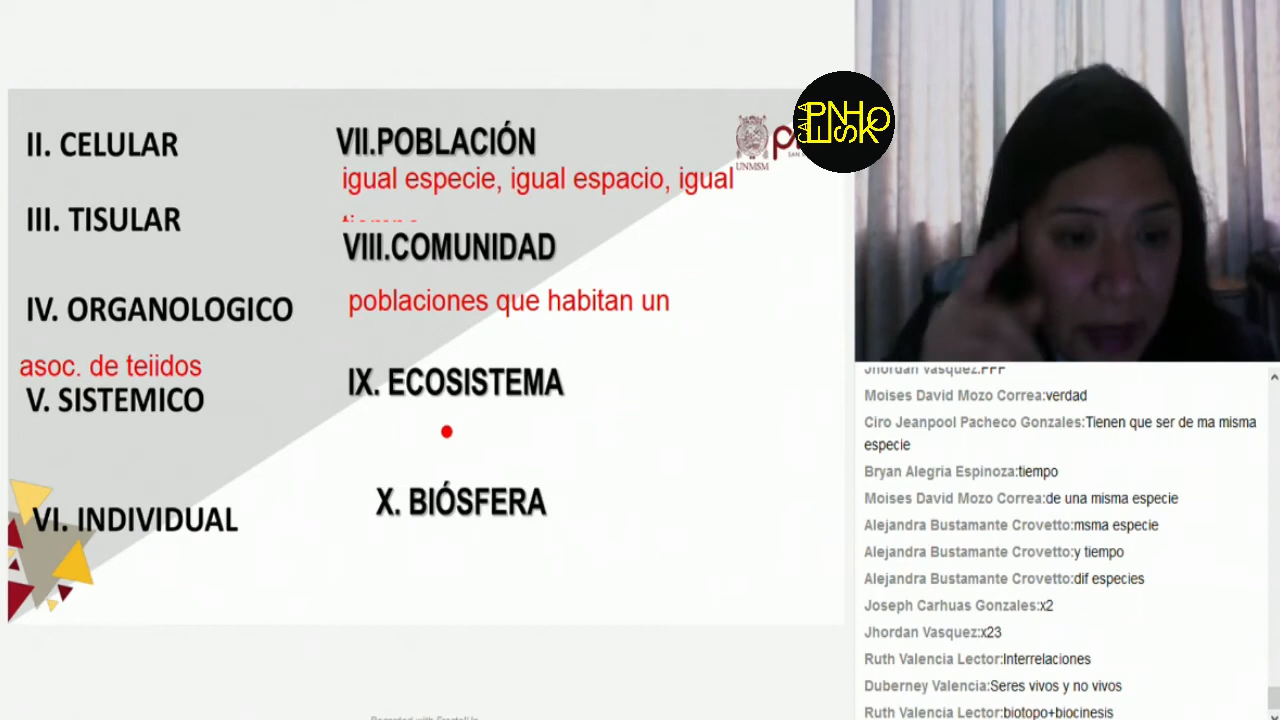 II. CELULAR
III. TISULAR
IV. ORGANOLOGICO
asoc. de tejidos
V. SISTEMICO
VI. INDIVIDUAL
VII.POBLACIÓN
igual especie, igual espacio, igual
tiempo
VIII.COMUNIDAD
poblaciones que habitan un
IX. ECOSISTEMA
X. BIÓSFERA
UNMSM
Jhordan Vasquez:FFF
Moises David Mozo Correa:verdad
Ciro Jeanpool Pacheco Gonzales:Tienen que ser de ma misma
especie
Bryan Alegria Espinoza:tiempo
Moises David Mozo Correa:de una misma especie
Alejandra Bustamante Crovetto:msma especie
Alejandra Bustamante Crovetto:y tiempo
Alejandra Bustamante Crovetto:dif especies
Joseph Carhuas Gonzales:x2
Jhordan Vasquez:x23
Ruth Valencia Lector:Interrelaciones
Duberney Valencia:Seres vivos y no vivos
Ruth Valencia Lector:biotopo+biocinesis